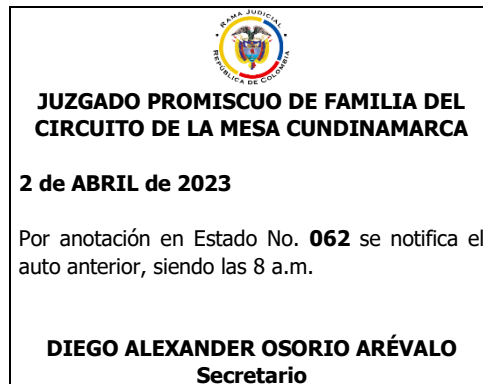 RAMA JUDICIAL
REPÚBLICA DE COLOMBIA
JUZGADO PROMISCUO DE FAMILIA DEL
CIRCUITO DE LA MESA CUNDINAMARCA
2 de ABRIL de 2023
Por anotación en Estado No. 062 se notifica el
auto anterior, siendo las 8 a.m.
DIEGO ALEXANDER OSORIO ARÉVALO
Secretario